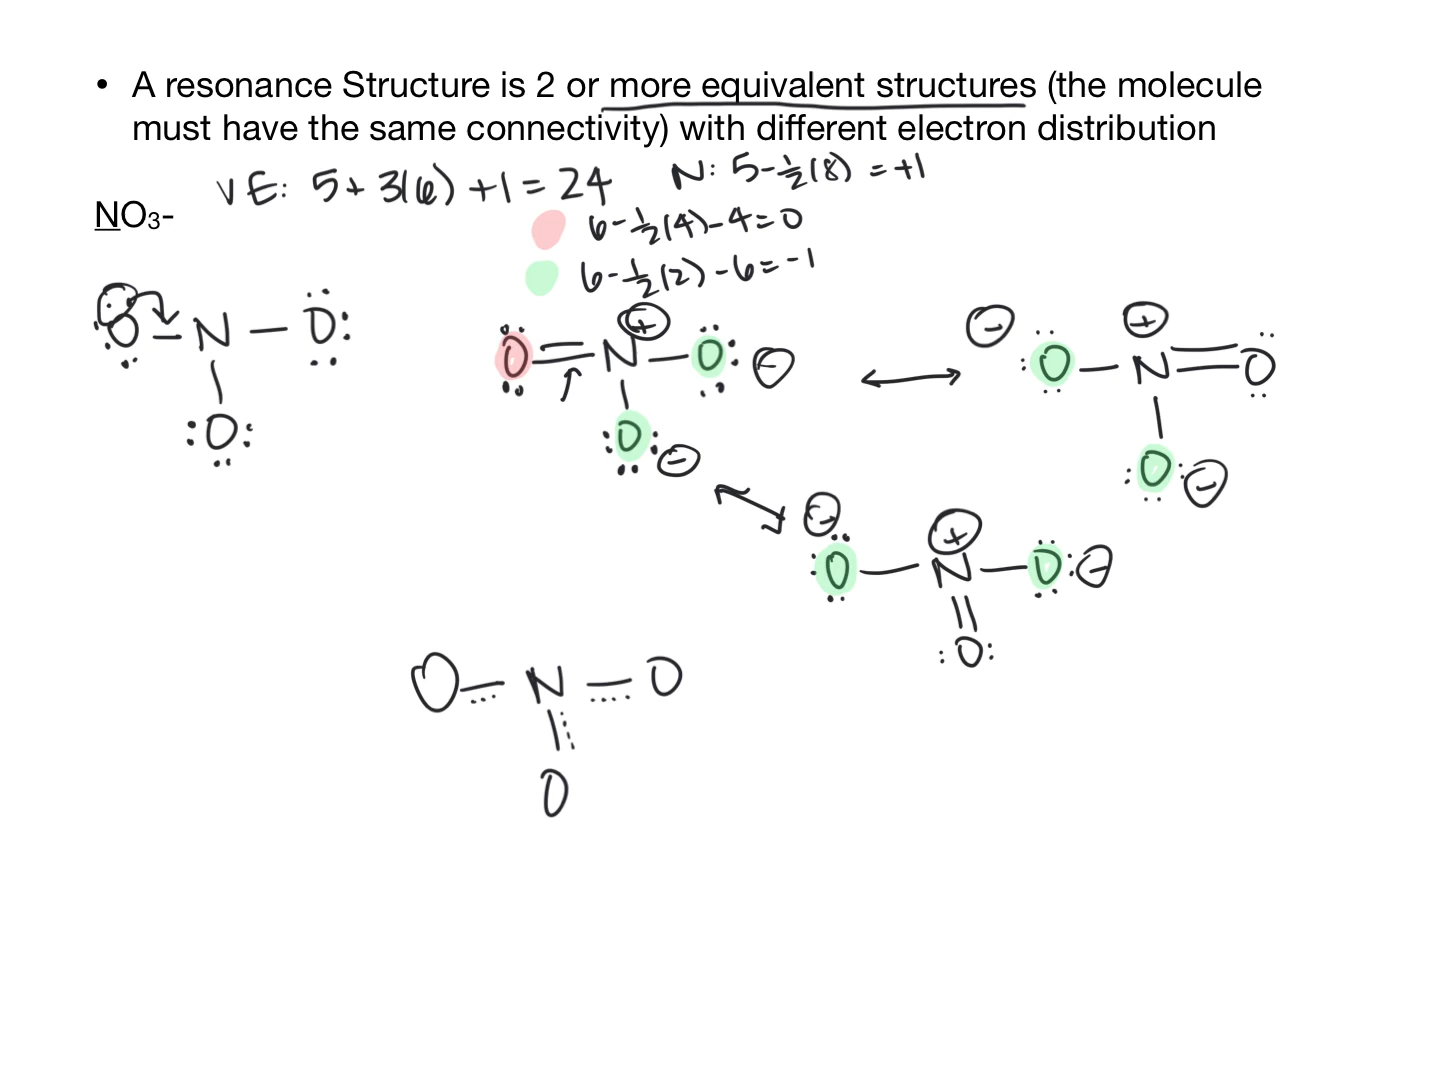 • A resonance Structure is 2 or more equivalent structures (the molecule
must have the same connectivity) with different electron distribution
VE: 5+ 3(6) +1 = 24
N: 5-½(8) = +1
NO₃-
6-½(4)-4=0
6-½(2)-6=-1
O-N-O:
:O:
O=N-O:
+
-
:O:
-
↔
-
:O-N=O
+
:O:
-
↔
-
:O-N-O:
+
-
||
:O:
O-N-O
O